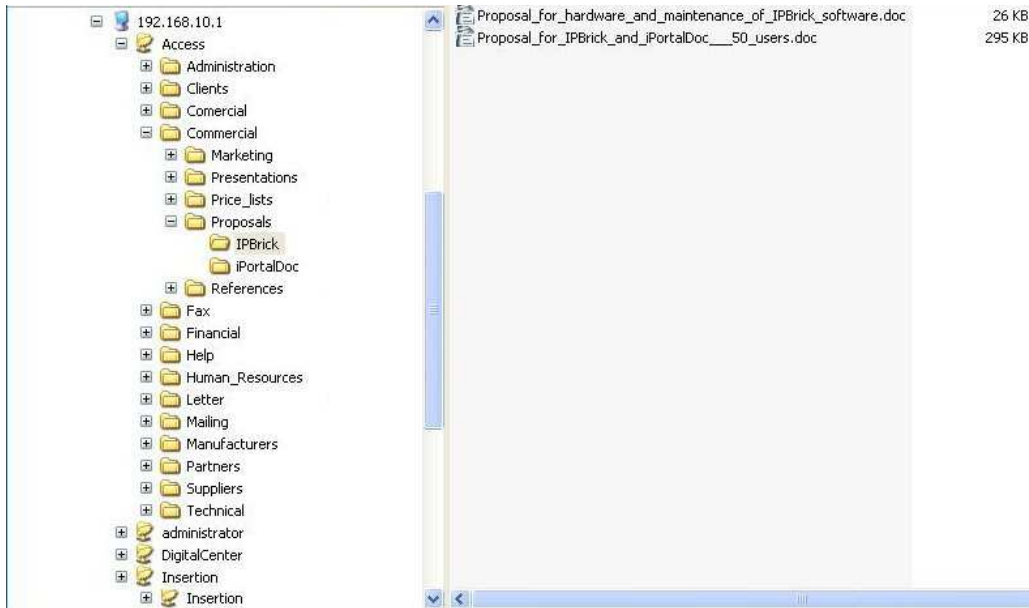 192.168.10.1
Access
Administration
Clients
Comercial
Commercial
Marketing
Presentations
Price_lists
Proposals
IPBrick
iPortalDoc
References
Fax
Financial
Help
Human_Resources
Letter
Mailing
Manufacturers
Partners
Suppliers
Technical
administrator
DigitalCenter
Insertion
Insertion
Proposal_for_hardware_and_maintenance_of_IPBrick_software.doc 26 KB
Proposal_for_IPBrick_and_iPortalDoc___50_users.doc 295 KB